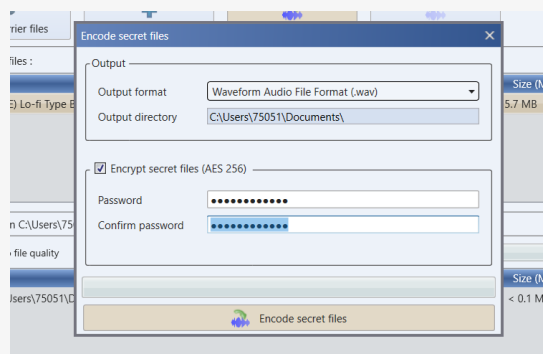 rier files
Encode secret files
files :
Size (M
E) Lo-fi Type B
5.7 MB
Output
Output format
Waveform Audio File Format (.wav)
Output directory
C:\Users\75051\Documents\
Encrypt secret files (AES 256)
Password
●●●●●●●●●●●●
Confirm password
●●●●●●●●●●●●
n C:\Users\75
file quality
Size (M
Users\75051\D
< 0.1 M
Encode secret files